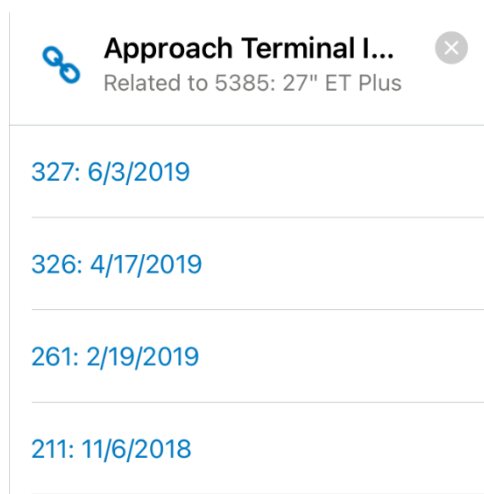 Approach Terminal I...
Related to 5385: 27" ET Plus
327: 6/3/2019
326: 4/17/2019
261: 2/19/2019
211: 11/6/2018